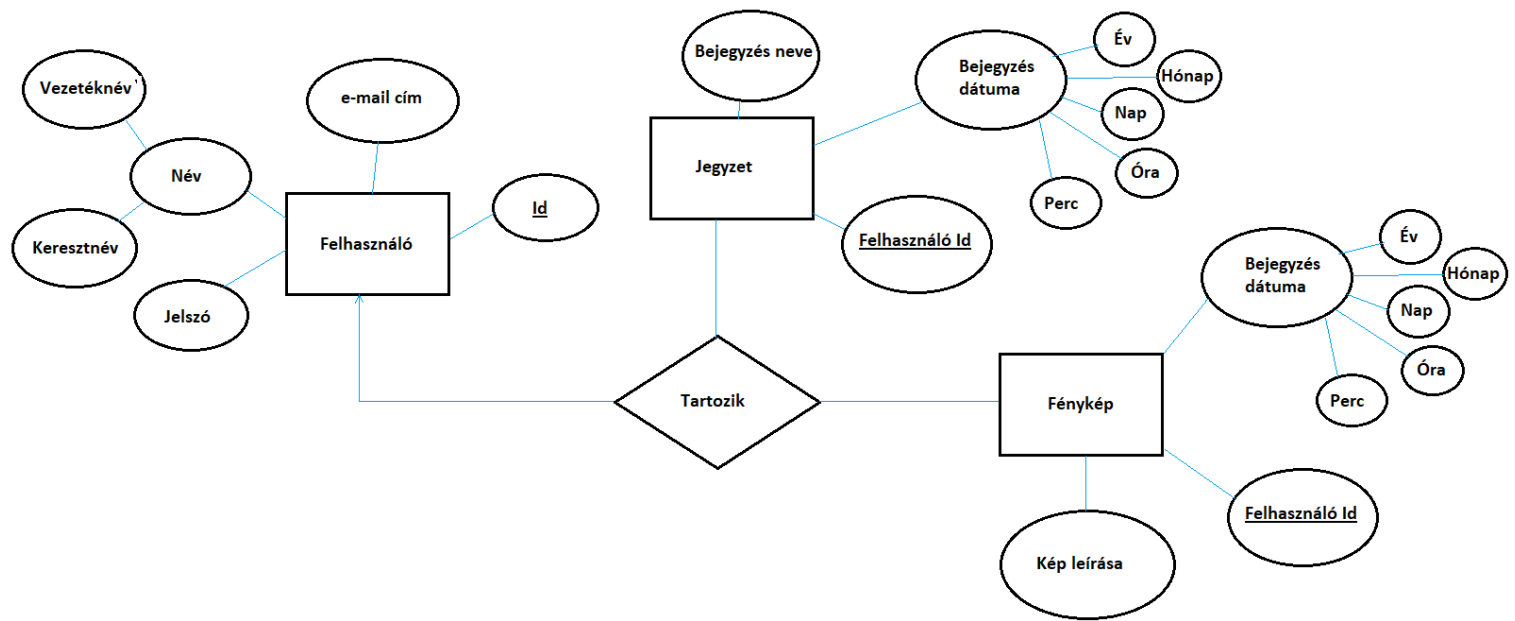 Vezetéknév
Név
Keresztnév
Jelszó
e-mail cím
Felhasználó
Id
Bejegyzés neve
Jegyzet
Bejegyzés
dátuma
Év
Hónap
Nap
Óra
Perc
Felhasználó Id
Tartozik
Fénykép
Bejegyzés
dátuma
Év
Hónap
Nap
Óra
Perc
Felhasználó Id
Kép leírása